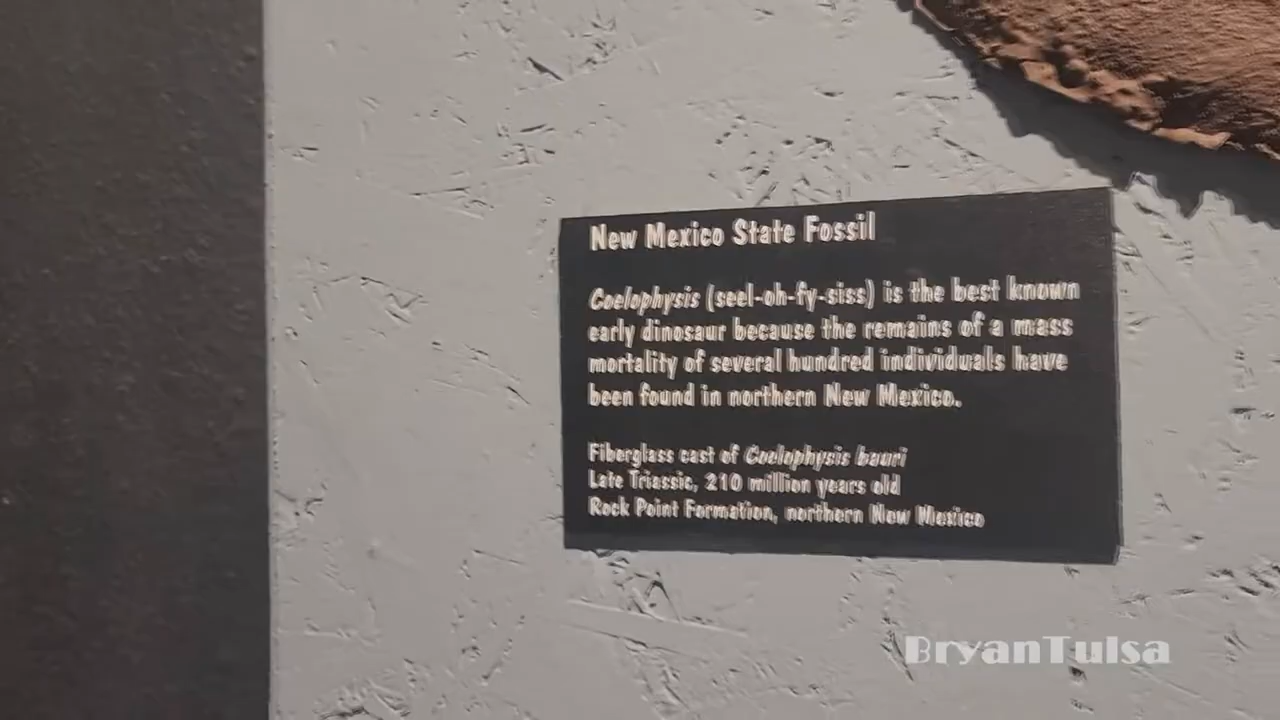 New Mexico State Fossil
Coelophysis (seel-oh-fy-siss) is the best known
early dinosaur because the remains of a mass
mortality of several hundred individuals have
been found in northern New Mexico.
Fiberglass cast of Coelophysis bauri
Late Triassic, 210 million years old
Rock Point Formation, northern New Mexico
BryanTulsa